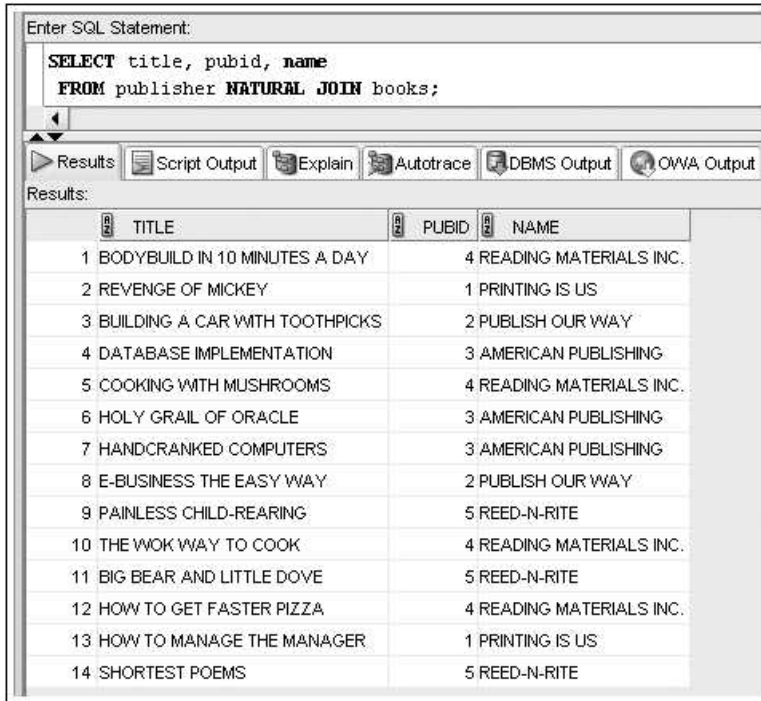 Enter SQL Statement:
SELECT title, pubid, name
FROM publisher NATURAL JOIN books;
Results Script Output Explain Autotrace DBMS Output OWA Output
Results:
TITLE PUBID NAME
1 BODYBUILD IN 10 MINUTES A DAY 4 READING MATERIALS INC.
2 REVENGE OF MICKEY 1 PRINTING IS US
3 BUILDING A CAR WITH TOOTHPICKS 2 PUBLISH OUR WAY
4 DATABASE IMPLEMENTATION 3 AMERICAN PUBLISHING
5 COOKING WITH MUSHROOMS 4 READING MATERIALS INC.
6 HOLY GRAIL OF ORACLE 3 AMERICAN PUBLISHING
7 HANDCRANKED COMPUTERS 3 AMERICAN PUBLISHING
8 E-BUSINESS THE EASY WAY 2 PUBLISH OUR WAY
9 PAINLESS CHILD-REARING 5 REED-N-RITE
10 THE WOK WAY TO COOK 4 READING MATERIALS INC.
11 BIG BEAR AND LITTLE DOVE 5 REED-N-RITE
12 HOW TO GET FASTER PIZZA 4 READING MATERIALS INC.
13 HOW TO MANAGE THE MANAGER 1 PRINTING IS US
14 SHORTEST POEMS 5 REED-N-RITE